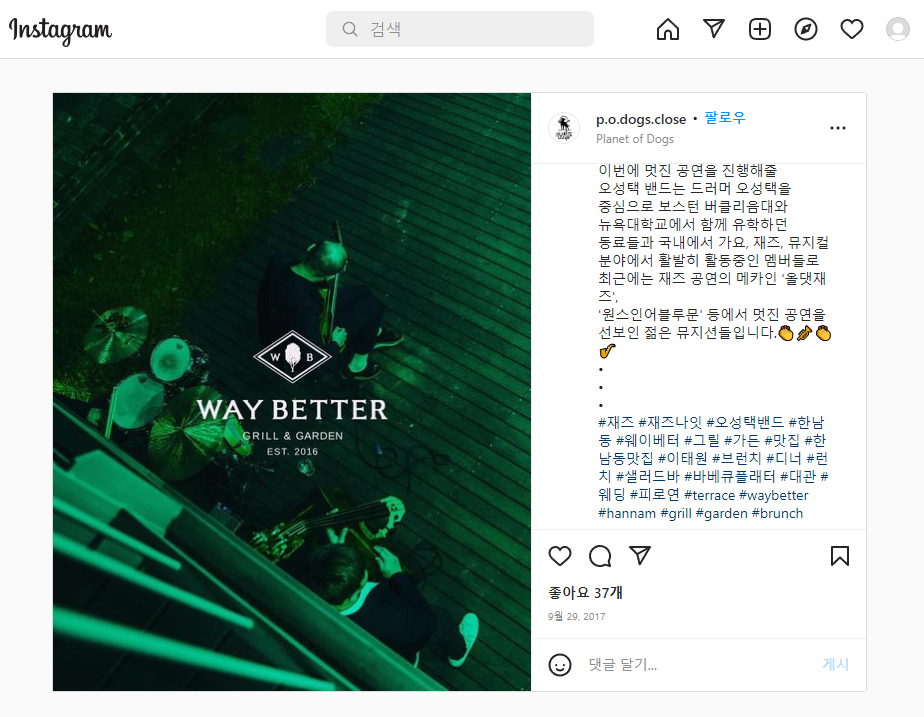 Instagram
검색
W B
WAY BETTER
GRILL & GARDEN
EST. 2016
p.o.dogs.close • 팔로우
Planet of Dogs
이번에 멋진 공연을 진행해줄
오성택 밴드는 드러머 오성택을
중심으로 보스턴 버클리음대와
뉴욕대학교에서 함께 유학하던
동료들과 국내에서 가요, 재즈, 뮤지컬
분야에서 활발히 활동중인 멤버들로
최근에는 재즈 공연의 메카인 '올댓재
즈',
'원스인어블루문' 등에서 멋진 공연을
선보인 젊은 뮤지션들입니다.👏🎺👏
🎷
•
•
•
#재즈 #재즈나잇 #오성택밴드 #한남
동 #웨이베터 #그릴 #가든 #맛집 #한
남동맛집 #이태원 #브런치 #디너 #런
치 #샐러드바 #바베큐플래터 #대관 #
웨딩 #피로연 #terrace #waybetter
#hannam #grill #garden #brunch
좋아요 37개
9월 29, 2017
댓글 달기...
게시